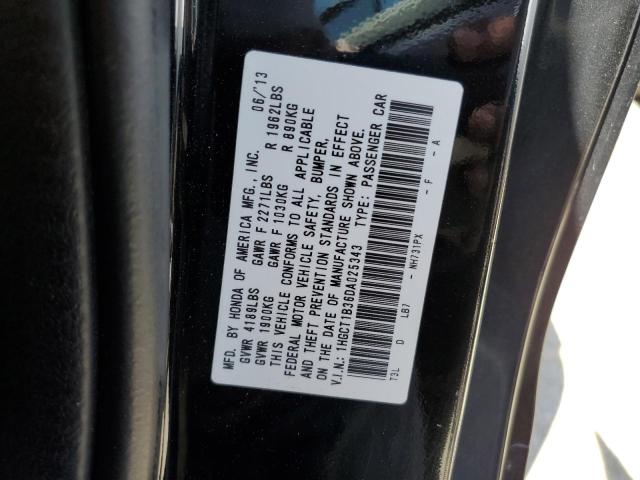 MFD. BY HONDA OF AMERICA MFG., INC. 06/13
GVWR 4189LBS GAWR F 2271LBS R 1962LBS
GVWR 1900KG GAWR F 1030KG R 890KG
THIS VEHICLE CONFORMS TO ALL APPLICABLE
FEDERAL MOTOR VEHICLE SAFETY, BUMPER,
AND THEFT PREVENTION STANDARDS IN EFFECT
ON THE DATE OF MANUFACTURE SHOWN ABOVE.
V.I.N.: 1HGCT1B36DA025343 TYPE: PASSENGER CAR
T3L D LB7 - NH731PX - F - A